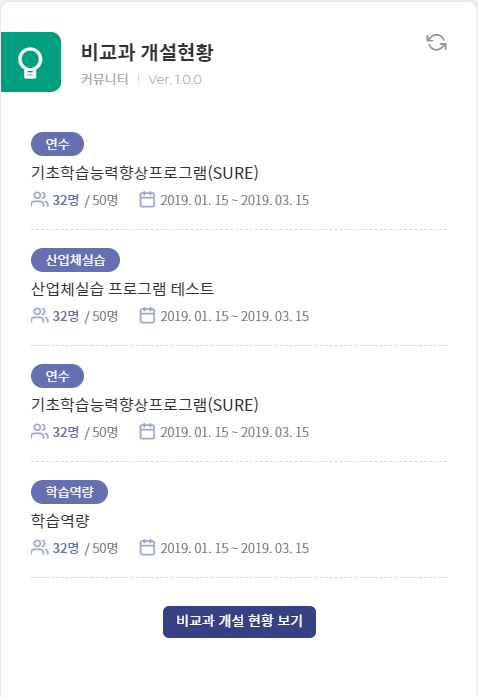 비교과 개설현황
커뮤니티 | Ver. 1.0.0
연수
기초학습능력향상프로그램(SURE)
32명 / 50명 2019. 01. 15 ~ 2019. 03. 15
산업체실습
산업체실습 프로그램 테스트
32명 / 50명 2019. 01. 15 ~ 2019. 03. 15
연수
기초학습능력향상프로그램(SURE)
32명 / 50명 2019. 01. 15 ~ 2019. 03. 15
학습역량
학습역량
32명 / 50명 2019. 01. 15 ~ 2019. 03. 15
비교과 개설 현황 보기